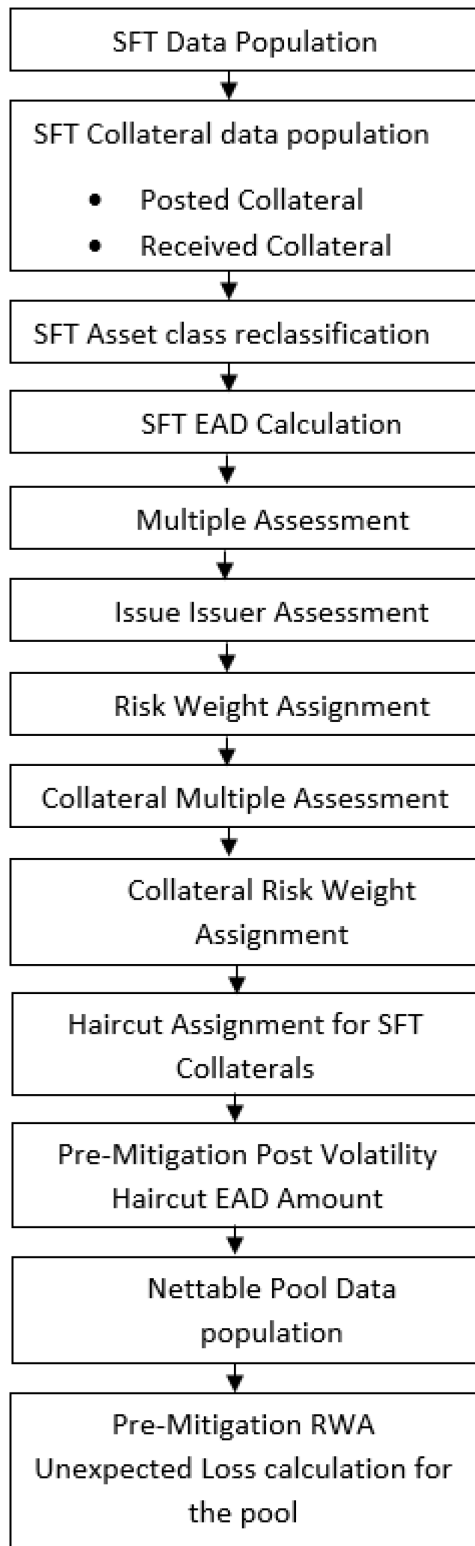 SFT Data Population
SFT Collateral data population
• Posted Collateral
• Received Collateral
SFT Asset class reclassification
SFT EAD Calculation
Multiple Assessment
Issue Issuer Assessment
Risk Weight Assignment
Collateral Multiple Assessment
Collateral Risk Weight
Assignment
Haircut Assignment for SFT
Collaterals
Pre-Mitigation Post Volatility
Haircut EAD Amount
Nettable Pool Data
population
Pre-Mitigation RWA
Unexpected Loss calculation for
the pool